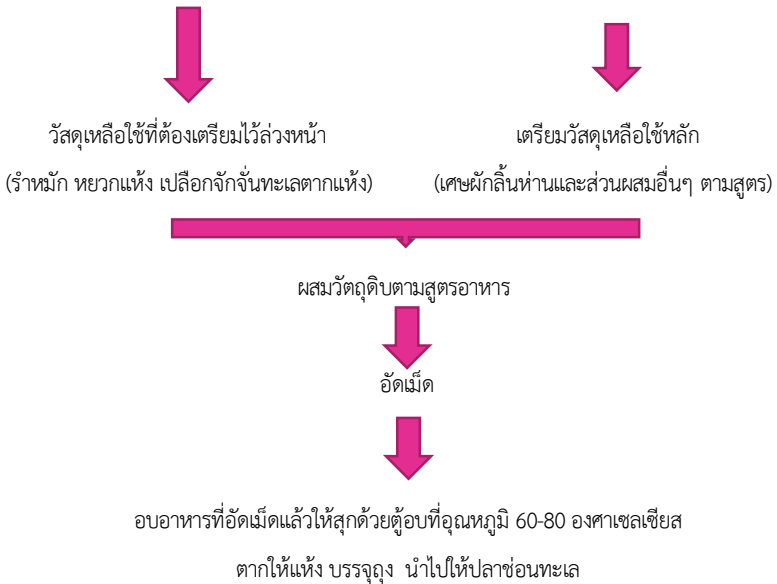 วัสดุเหลือใช้ที่ต้องเตรียมไว้ล่วงหน้า
เตรียมวัสดุเหลือใช้หลัก
(รำหมัก หยวกแห้ง เปลือกจักจั่นทะเลตากแห้ง)
(เศษผักลิ้นห่านและส่วนผสมอื่นๆ ตามสูตร)
ผสมวัตถุดิบตามสูตรอาหาร
อัดเม็ด
อบอาหารที่อัดเม็ดแล้วให้สุกด้วยตู้อบที่อุณหภูมิ 60-80 องศาเซลเซียส
ตากให้แห้ง บรรจุถุง นำไปให้ปลาช่อนทะเล